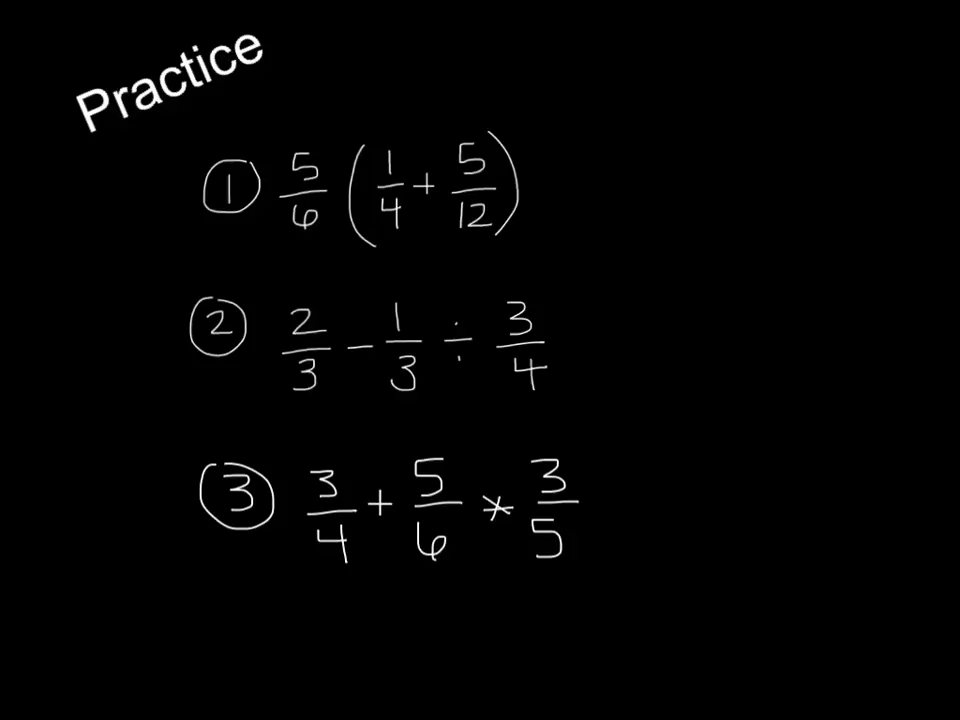 Practice
① 5/6 (1/4 + 5/12)
② 2/3 - 1/3 ÷ 3/4
③ 3/4 + 5/6 * 3/5